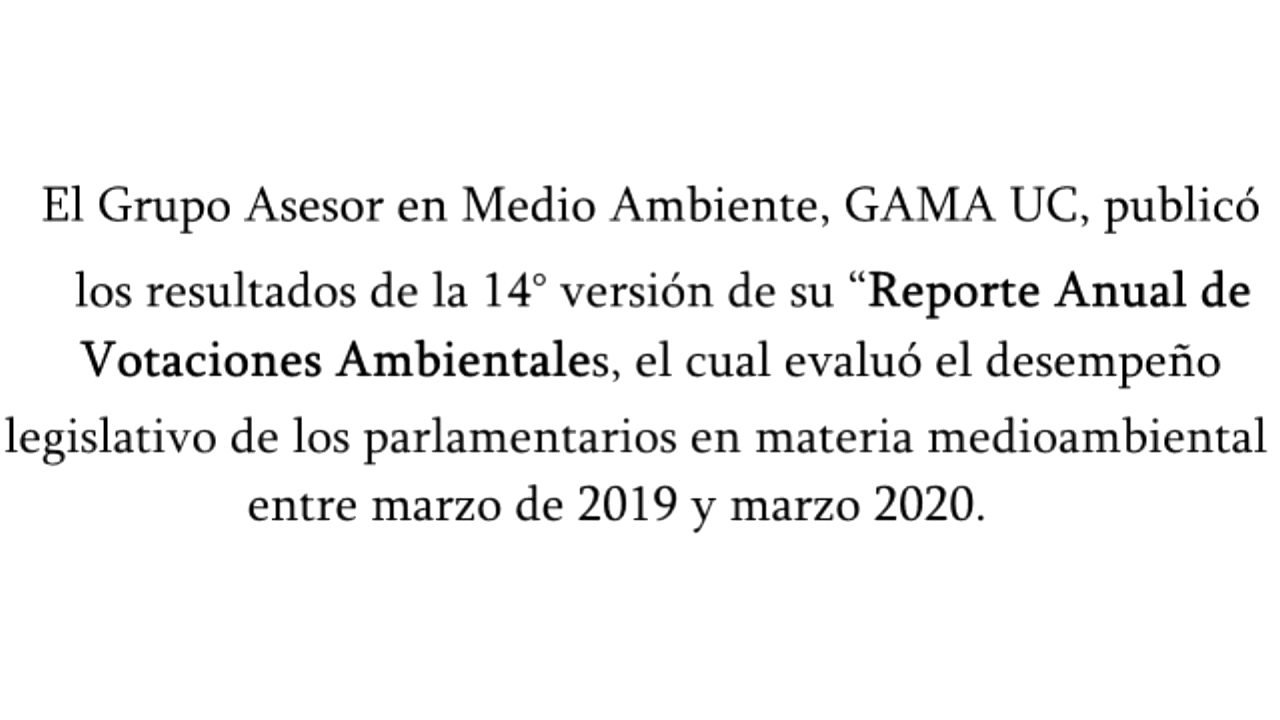 El Grupo Asesor en Medio Ambiente, GAMA UC, publicó
los resultados de la 14° versión de su “Reporte Anual de
Votaciones Ambientales, el cual evaluó el desempeño
legislativo de los parlamentarios en materia medioambiental
entre marzo de 2019 y marzo 2020.